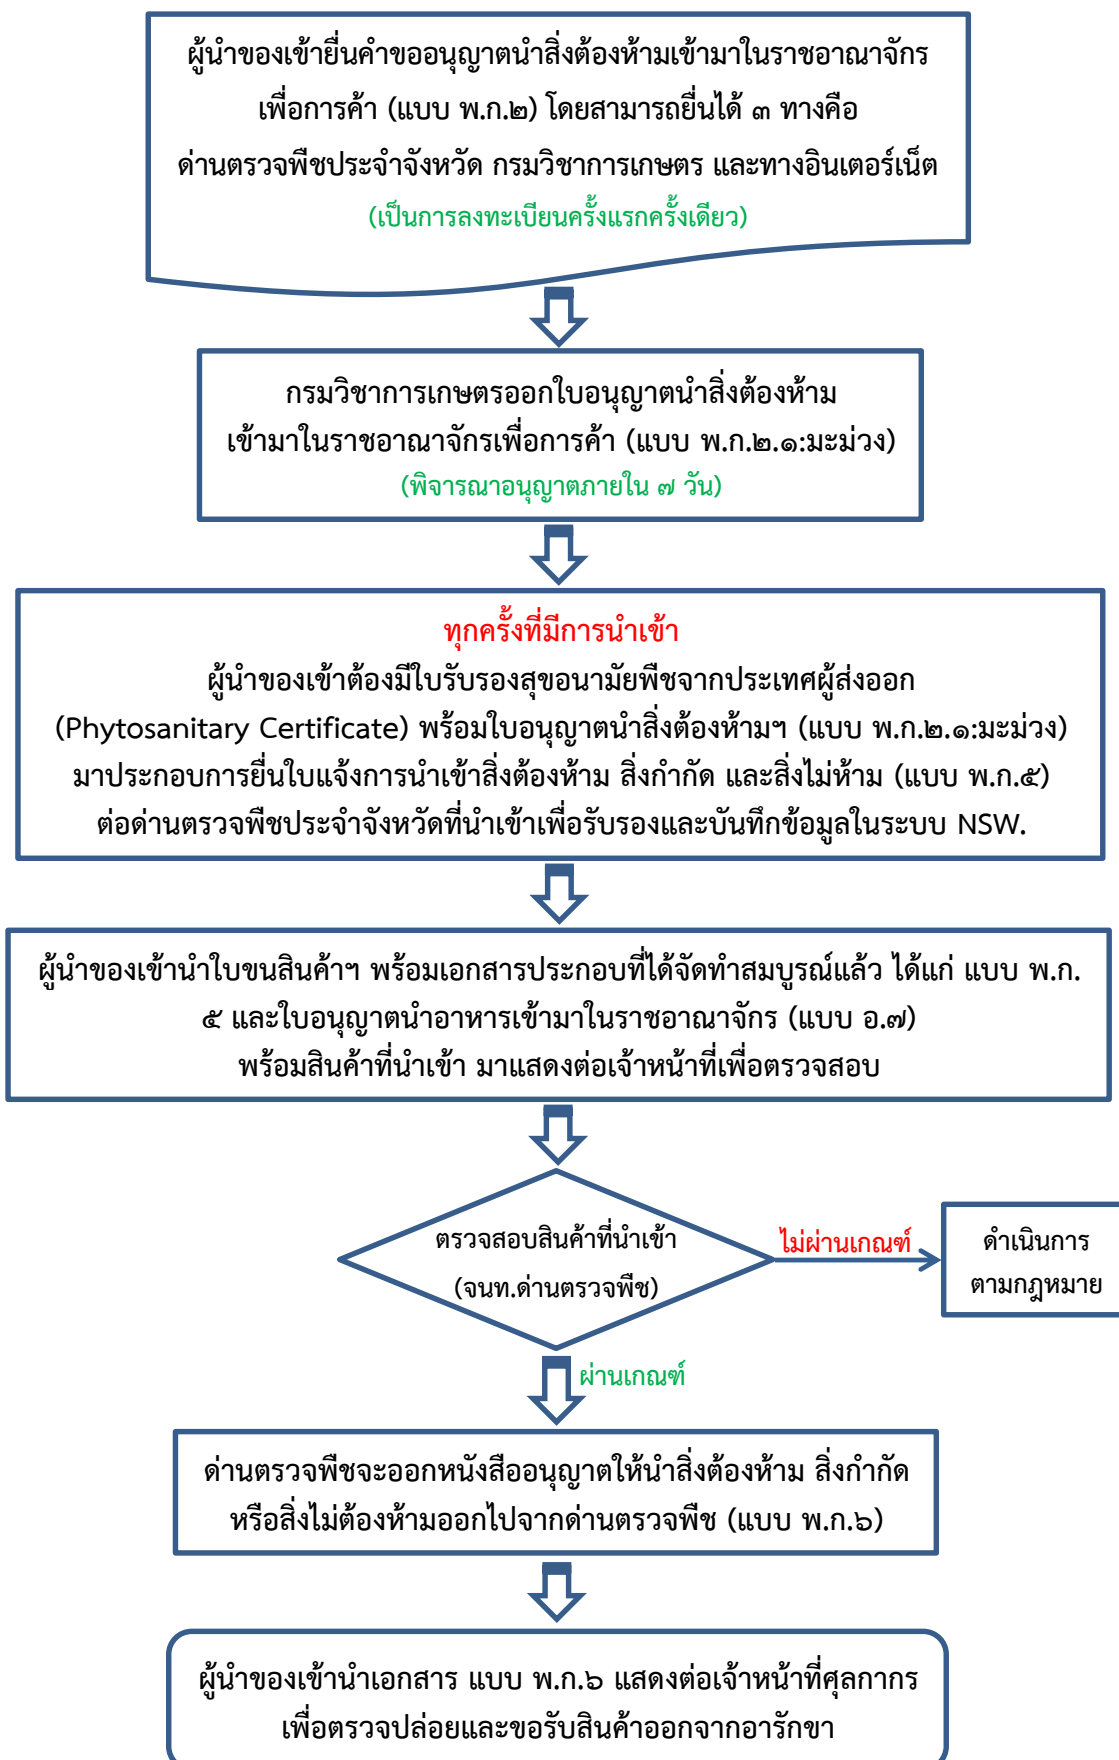 ผู้นำของเข้ายื่นคำขออนุญาตนำสิ่งต้องห้ามเข้ามาในราชอาณาจักร
เพื่อการค้า (แบบ พ.ก.๒) โดยสามารถยื่นได้ ๓ ทางคือ
ด่านตรวจพืชประจำจังหวัด กรมวิชาการเกษตร และทางอินเตอร์เน็ต
(เป็นการลงทะเบียนครั้งแรกครั้งเดียว)
กรมวิชาการเกษตรออกใบอนุญาตนำสิ่งต้องห้าม
เข้ามาในราชอาณาจักรเพื่อการค้า (แบบ พ.ก.๒.๑:มะม่วง)
(พิจารณาอนุญาตภายใน ๗ วัน)
ทุกครั้งที่มีการนำเข้า
ผู้นำของเข้าต้องมีใบรับรองสุขอนามัยพืชจากประเทศผู้ส่งออก
(Phytosanitary Certificate) พร้อมใบอนุญาตนำสิ่งต้องห้ามฯ (แบบ พ.ก.๒.๑:มะม่วง)
มาประกอบการยื่นใบแจ้งการนำเข้าสิ่งต้องห้าม สิ่งกำกัด และสิ่งไม่ห้าม (แบบ พ.ก.๕)
ต่อด่านตรวจพืชประจำจังหวัดที่นำเข้าเพื่อรับรองและบันทึกข้อมูลในระบบ NSW.
ผู้นำของเข้านำใบขนสินค้าฯ พร้อมเอกสารประกอบที่ได้จัดทำสมบูรณ์แล้ว ได้แก่ แบบ พ.ก.
๕ และใบอนุญาตนำอาหารเข้ามาในราชอาณาจักร (แบบ อ.๗)
พร้อมสินค้าที่นำเข้า มาแสดงต่อเจ้าหน้าที่เพื่อตรวจสอบ
ตรวจสอบสินค้าที่นำเข้า
(จนท.ด่านตรวจพืช)
ไม่ผ่านเกณฑ์
ดำเนินการ
ตามกฎหมาย
ผ่านเกณฑ์
ด่านตรวจพืชจะออกหนังสืออนุญาตให้นำสิ่งต้องห้าม สิ่งกำกัด
หรือสิ่งไม่ต้องห้ามออกไปจากด่านตรวจพืช (แบบ พ.ก.๖)
ผู้นำของเข้านำเอกสาร แบบ พ.ก.๖ แสดงต่อเจ้าหน้าที่ศุลกากร
เพื่อตรวจปล่อยและขอรับสินค้าออกจากอารักขา